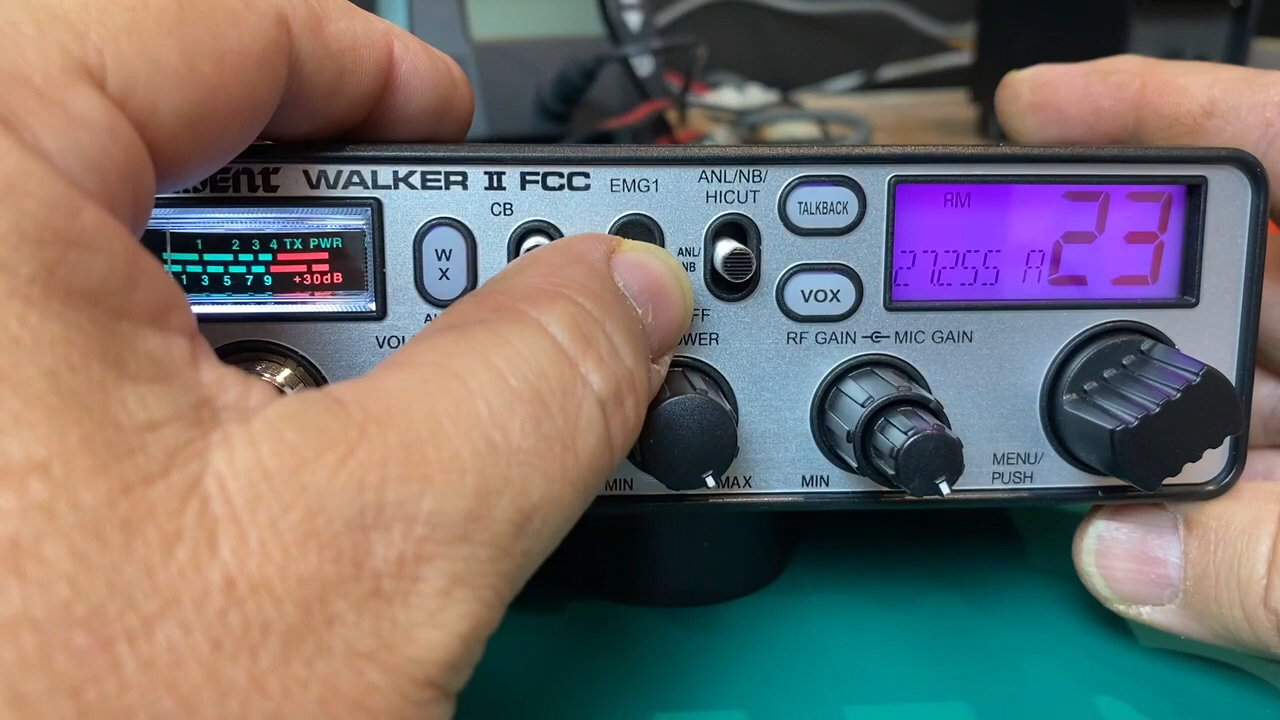 WALKER II FCC
EMG1
ANL/NB/
HICUT
CB
TALKBACK
AM
23
27.255 A
1 2 3 4 TX PWR
1 3 5 7 9 +30dB
W
X
ANL/
NB
VOX
RF GAIN MIC GAIN
MIN
MAX
MIN
MENU/
PUSH